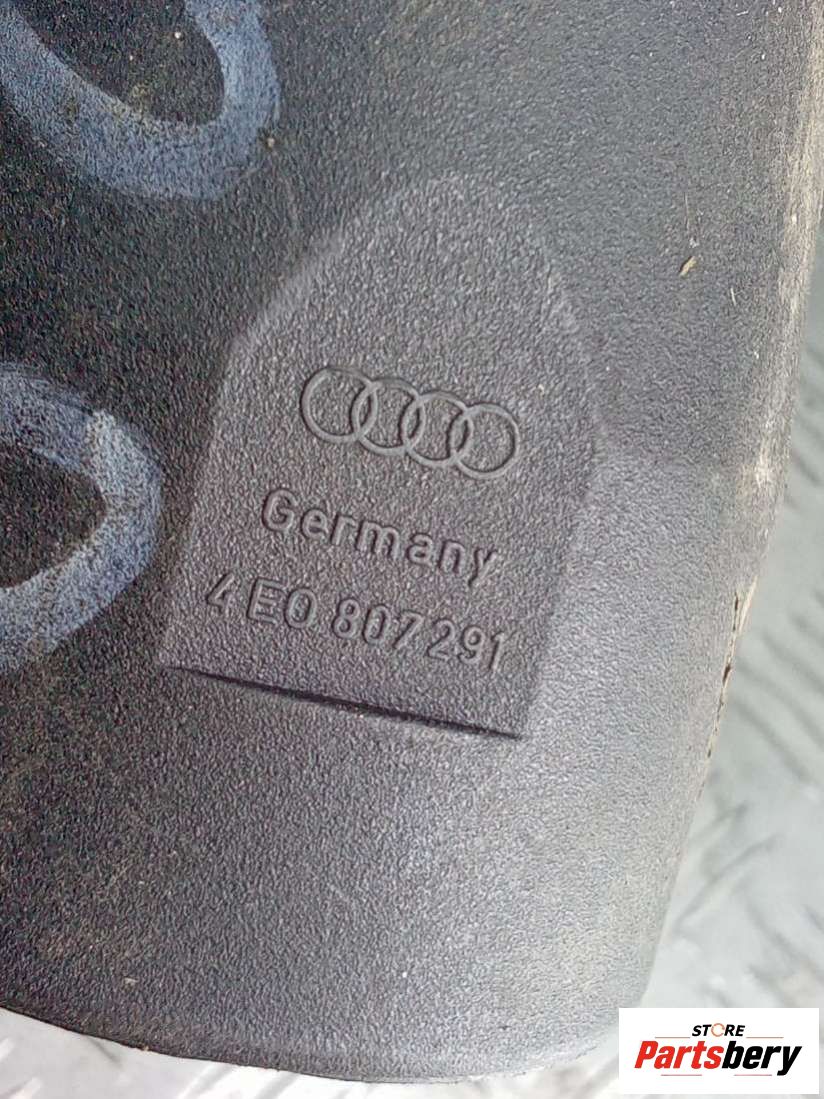 Germany
4E0 807 291
STORE
Partsbery